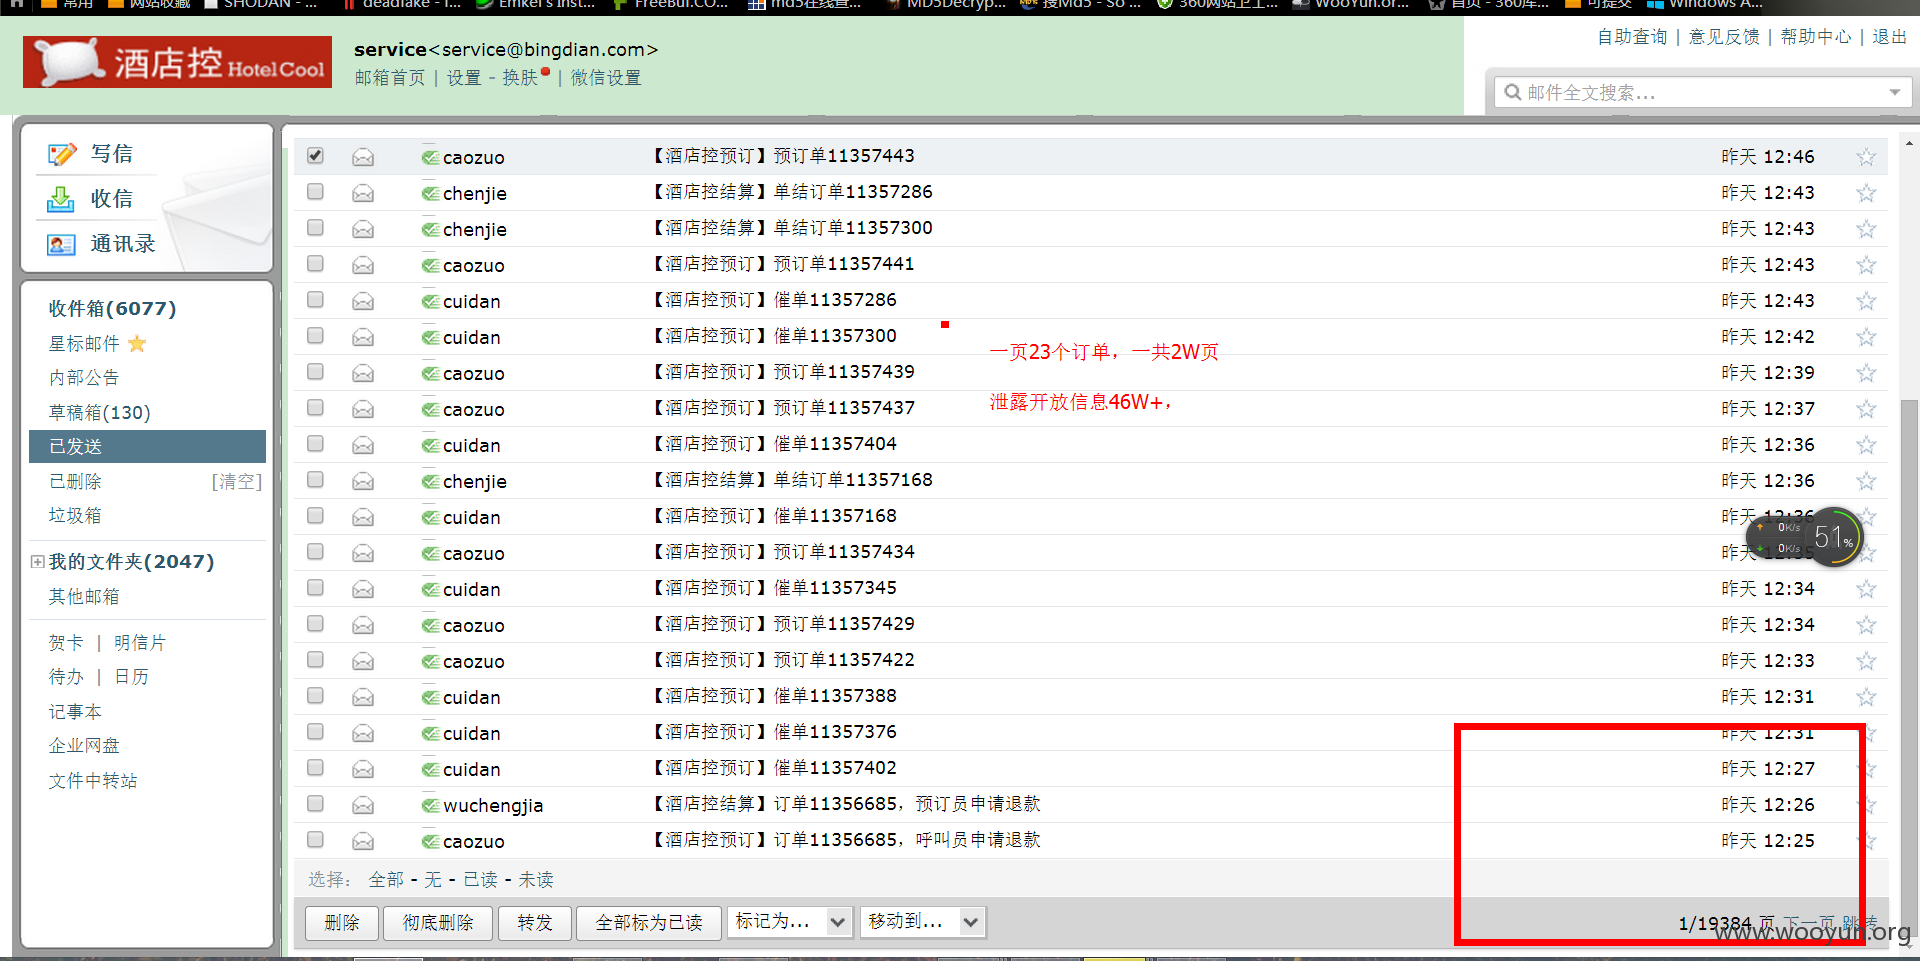 常用 网站收藏 SHODAN - ... deadfake - I... Emkei's Inst... FreeBuf.CO... md5在线查... MD5Decryp... 搜Md5 - So ... 360网站卫士... WooYun.or... 首页 - 360库... 可提交 Windows A...
酒店控 HotelCool
service<service@bingdian.com>
邮箱首页 | 设置 - 换肤 | 微信设置
自助查询 | 意见反馈 | 帮助中心 | 退出
邮件全文搜索...
写信
收信
通讯录
收件箱(6077)
星标邮件
内部公告
草稿箱(130)
已发送
已删除 [清空]
垃圾箱
我的文件夹(2047)
其他邮箱
贺卡 | 明信片
待办 | 日历
记事本
企业网盘
文件中转站
caozuo 【酒店控预订】预订单11357443 昨天 12:46
chenjie 【酒店控结算】单结订单11357286 昨天 12:43
chenjie 【酒店控结算】单结订单11357300 昨天 12:43
caozuo 【酒店控预订】预订单11357441 昨天 12:43
cuidan 【酒店控预订】催单11357286 昨天 12:43
cuidan 【酒店控预订】催单11357300 昨天 12:42
一页23个订单，一共2W页
caozuo 【酒店控预订】预订单11357439 昨天 12:39
泄露开放信息46W+，
caozuo 【酒店控预订】预订单11357437 昨天 12:37
cuidan 【酒店控预订】催单11357404 昨天 12:36
chenjie 【酒店控结算】单结订单11357168 昨天 12:36
cuidan 【酒店控预订】催单11357168 昨天 12:36
caozuo 【酒店控预订】预订单11357434 昨天 12:35
0K/s
0K/s
51%
cuidan 【酒店控预订】催单11357345 昨天 12:34
caozuo 【酒店控预订】预订单11357429 昨天 12:34
caozuo 【酒店控预订】预订单11357422 昨天 12:33
cuidan 【酒店控预订】催单11357388 昨天 12:31
cuidan 【酒店控预订】催单11357376 昨天 12:31
cuidan 【酒店控预订】催单11357402 昨天 12:27
wuchengjia 【酒店控结算】订单11356685，预订员申请退款 昨天 12:26
caozuo 【酒店控预订】订单11356685，呼叫员申请退款 昨天 12:25
选择： 全部 - 无 - 已读 - 未读
删除 彻底删除 转发 全部标为已读 标记为... 移动到... 1/19384 页 下一页 跳转
www.wooyun.org